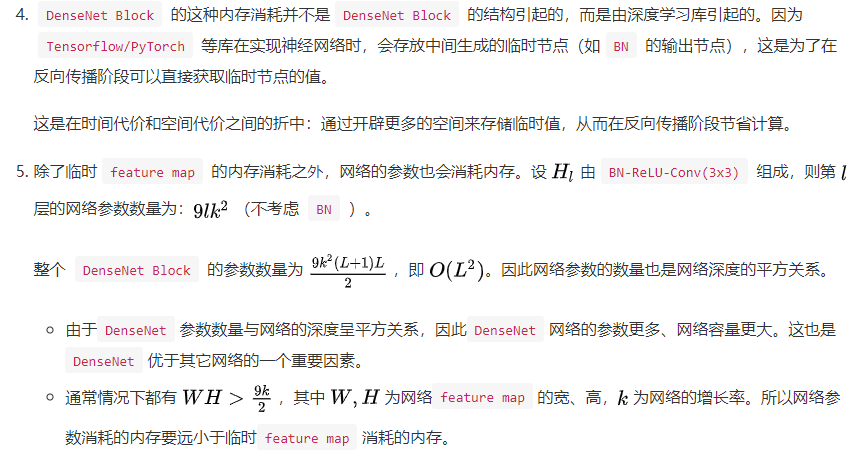 4. DenseNet Block 的这种内存消耗并不是 DenseNet Block 的结构引起的，而是由深度学习库引起的。因为
Tensorflow/PyTorch 等库在实现神经网络时，会存放中间生成的临时节点（如 BN 的输出节点），这是为了在
反向传播阶段可以直接获取临时节点的值。
这是在时间代价和空间代价之间的折中：通过开辟更多的空间来存储临时值，从而在反向传播阶段节省计算。
5. 除了临时 feature map 的内存消耗之外，网络的参数也会消耗内存。设 H_l 由 BN-ReLU-Conv(3x3) 组成，则第 l
层的网络参数数量为：9lk² （不考虑 BN ）。
整个 DenseNet Block 的参数数量为 9k²(L+1)L/2 ，即 O(L²)。因此网络参数的数量也是网络深度的平方关系。
○ 由于 DenseNet 参数数量与网络的深度呈平方关系，因此 DenseNet 网络的参数更多、网络容量更大。这也是
DenseNet 优于其它网络的一个重要因素。
○ 通常情况下都有 WH > 9k/2 ，其中 W, H 为网络 feature map 的宽、高，k 为网络的增长率。所以网络参
数消耗的内存要远小于临时 feature map 消耗的内存。